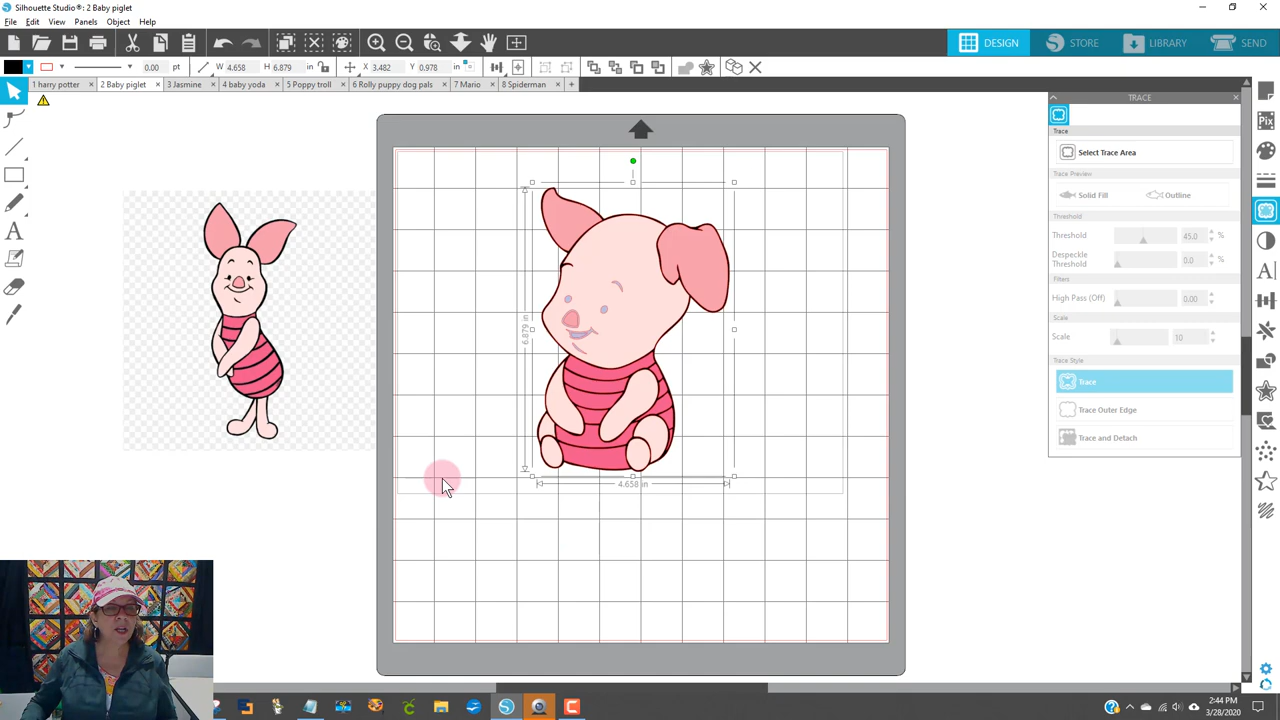 Silhouette Studio®: 2 Baby piglet
File Edit View Panels Object Help
DESIGN STORE LIBRARY SEND
0.00 pt W 4.658 H 6.879 in X 3.482 Y 0.978 in
1 harry potter × 2 Baby piglet × 3 Jasmine × 4 baby yoda × 5 Poppy troll × 6 Rolly puppy dog pals × 7 Mario × 8 Spiderman × +
TRACE
Trace
Select Trace Area
Trace Preview
Solid Fill Outline
Threshold
Threshold 45.0 %
Despeckle Threshold 0.0 %
Filters
High Pass (Off) 0.00
Scale
Scale 10
Trace Style
Trace
Trace Outer Edge
Trace and Detach
Pix
6.879 in
4.658 in
2:44 PM
3/28/2020